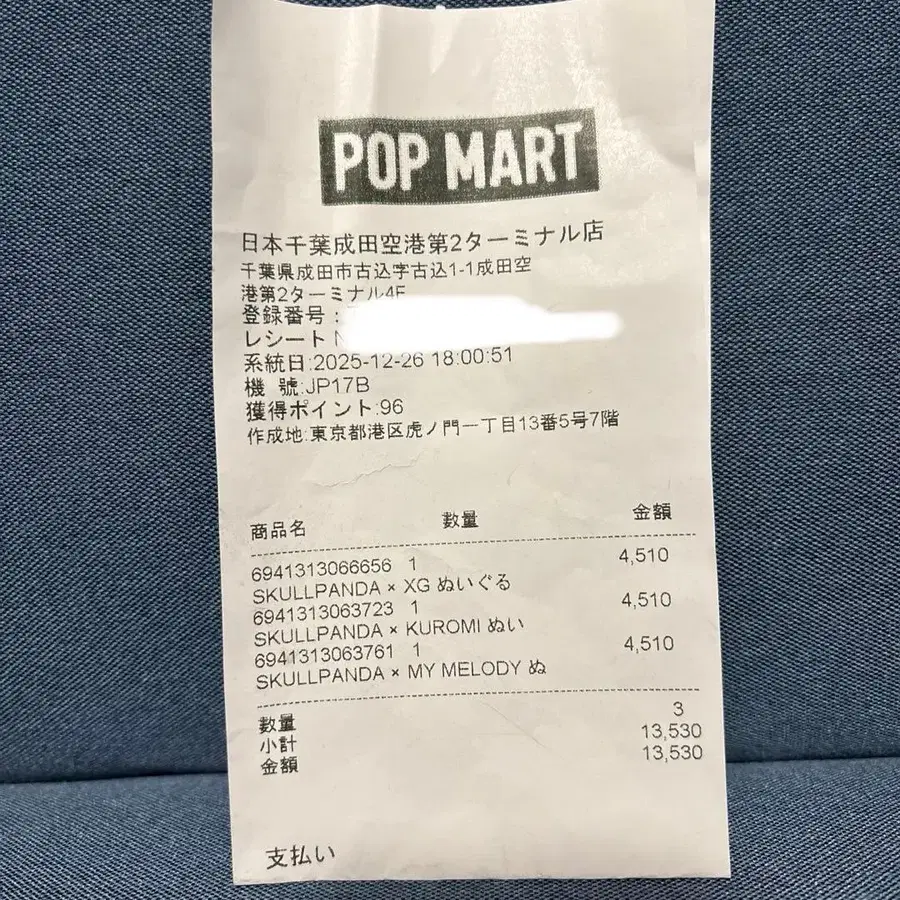 POP MART
日本千葉成田空港第2ターミナル店
千葉県成田市古込字古込1-1成田空
港第2ターミナル4F
登録番号:
レシート N
系統日:2025-12-26 18:00:51
機 號:JP17B
獲得ポイント:96
作成地:東京都港区虎ノ門一丁目13番5号7階
商品名 数量 金額
6941313066656 1 4,510
SKULLPANDA × XG ぬいぐる
6941313063723 1 4,510
SKULLPANDA × KUROMI ぬい
6941313063761 1 4,510
SKULLPANDA × MY MELODY ぬ
数量 3
小計 13,530
金額 13,530
支払い